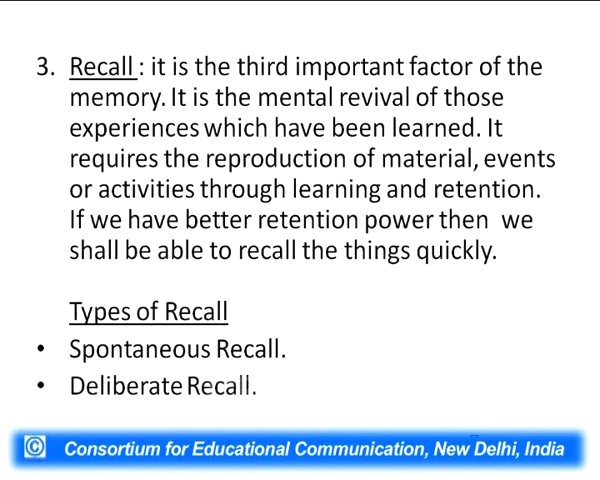 3. Recall : it is the third important factor of the
memory. It is the mental revival of those
experiences which have been learned. It
requires the reproduction of material, events
or activities through learning and retention.
If we have better retention power then we
shall be able to recall the things quickly.
Types of Recall
• Spontaneous Recall.
• Deliberate Recall.
© Consortium for Educational Communication, New Delhi, India